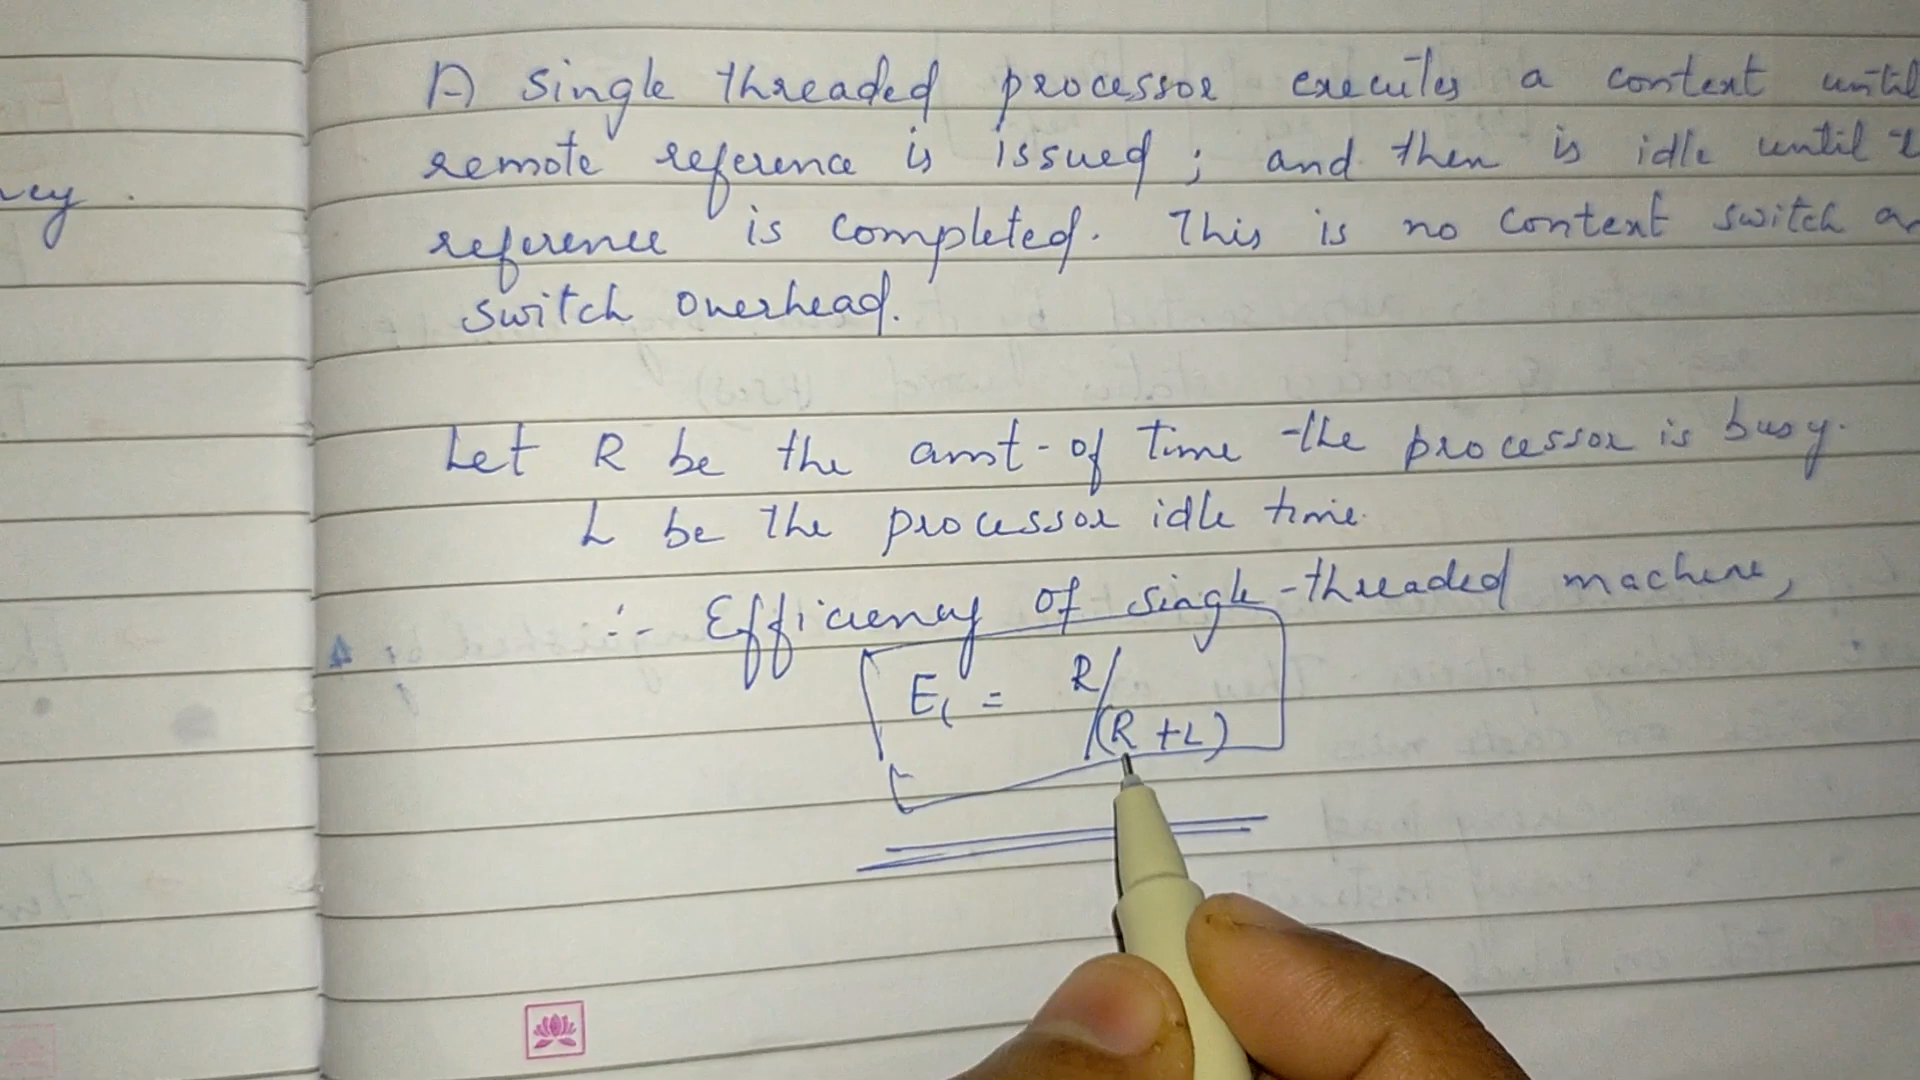 A single threaded processor executes a context until
remote reference is issued; and then is idle until
ncy.
reference is completed. This is no context switch
switch overhead.
Let R be the amt. of time the processor is busy.
L be the processor idle time.
∴ Efficiency of single-threaded machine,
E₁ = R/(R+L)